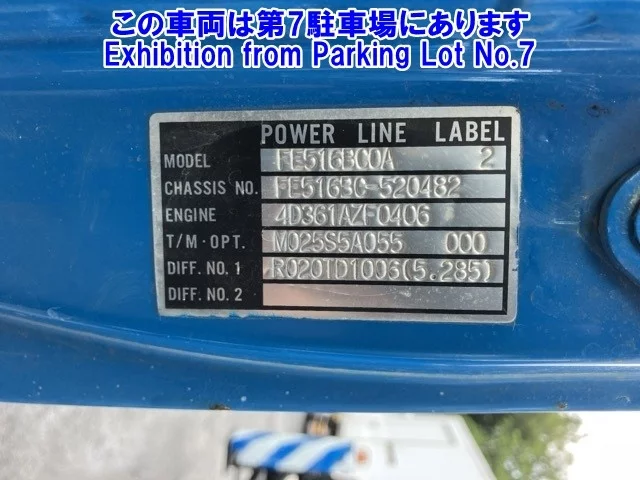 この車両は第7駐車場にあります
Exhibition from Parking Lot No.7
POWER LINE LABEL
MODEL FE516BC0A 2
CHASSIS NO. FE516BC-520482
ENGINE 4D361AZF0406
T/M·OPT. M025S5A055 000
DIFF. NO. 1 R020TD1006(5.285)
DIFF. NO. 2